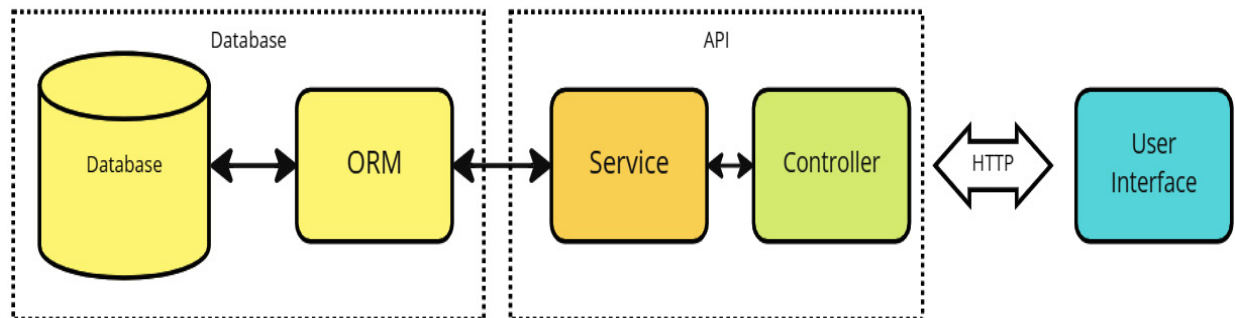 Database
API
Database
ORM
Service
Controller
HTTP
User
Interface